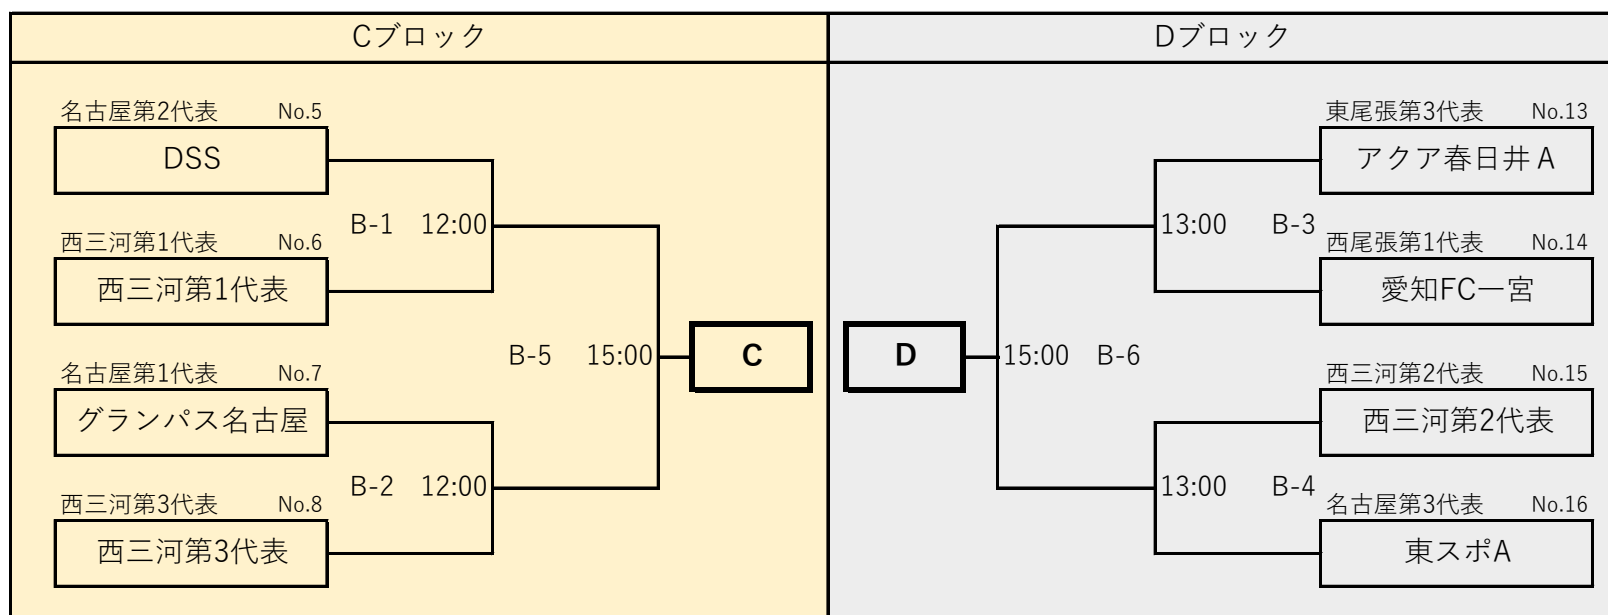 Cブロック
名古屋第2代表 No.5
DSS
B-1 12:00
西三河第1代表 No.6
西三河第1代表
B-5 15:00
C
名古屋第1代表 No.7
グランパス名古屋
B-2 12:00
西三河第3代表 No.8
西三河第3代表
Dブロック
東尾張第3代表 No.13
アクア春日井A
13:00 B-3
西尾張第1代表 No.14
愛知FC一宮
D
15:00 B-6
西三河第2代表 No.15
西三河第2代表
13:00 B-4
名古屋第3代表 No.16
東スポA